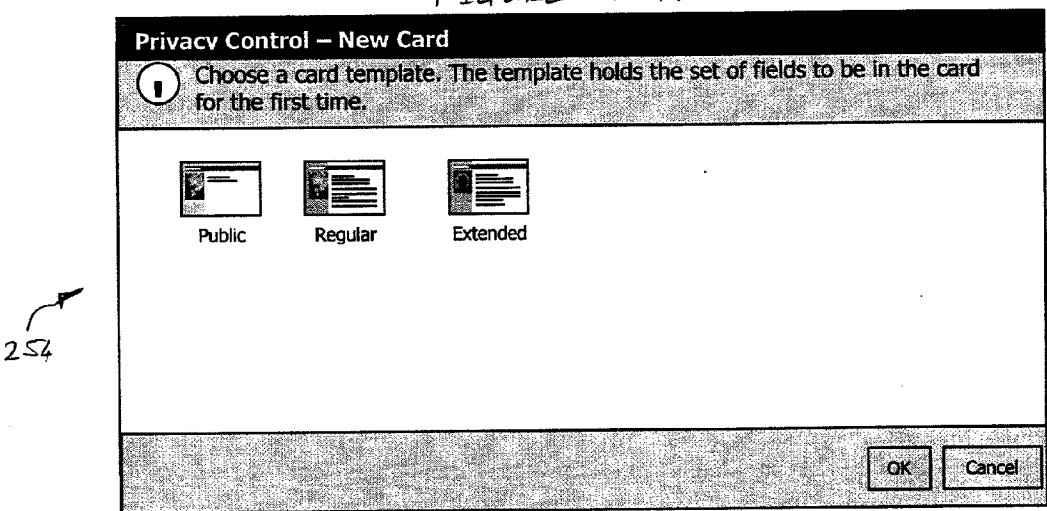 Privacy Control – New Card
Choose a card template. The template holds the set of fields to be in the card
for the first time.
Public Regular Extended
254
OK Cancel